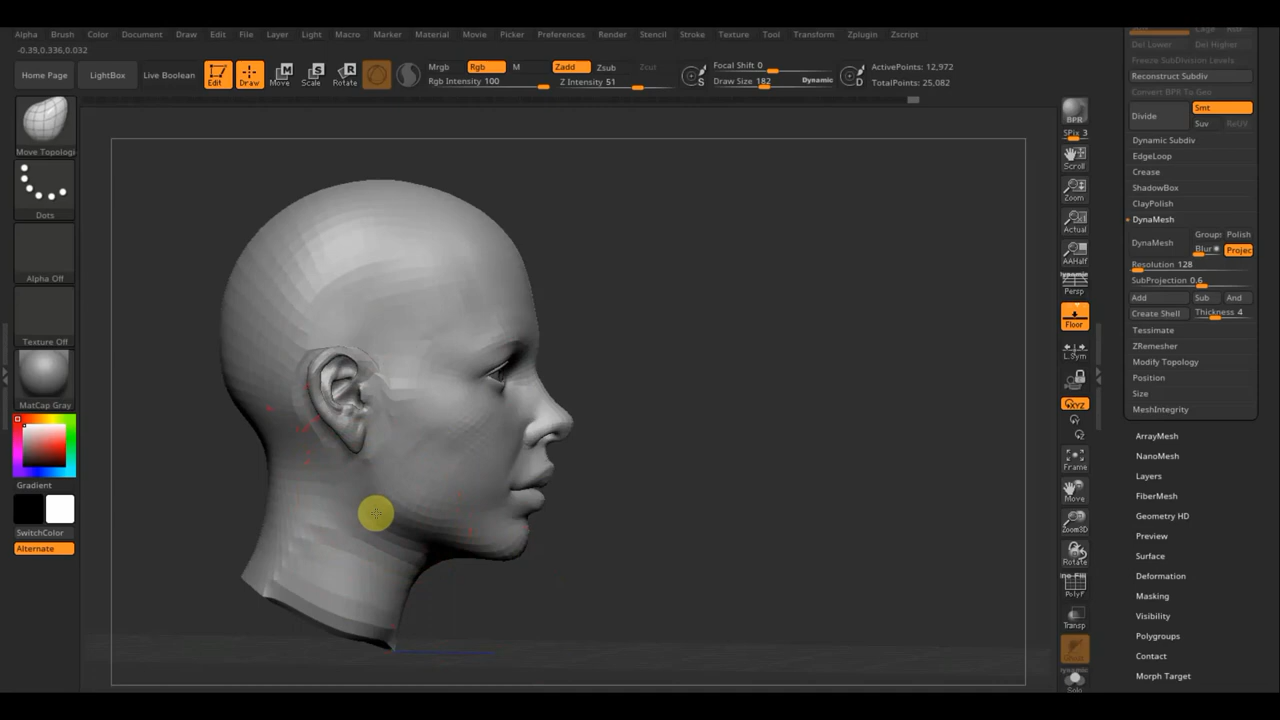 Alpha Brush Color Document Draw Edit File Layer Light Macro Marker Material Movie Picker Preferences Render Stencil Stroke Texture Tool Transform Zplugin Zscript
-0.39,0.336,0.032
Home Page
LightBox
Live Boolean
Edit
Draw
Move
Scale
Rotate
Mrgb
Rgb
M
Rgb Intensity 100
Zadd
Zsub
Zcut
Z Intensity 51
S
Focal Shift 0
Draw Size 182
Dynamic
D
ActivePoints: 12,972
TotalPoints: 25,082
Move Topologi
Dots
Alpha Off
Texture Off
MatCap Gray
Gradient
SwitchColor
Alternate
BPR
SPix 3
Scroll
Zoom
Actual
AAHalf
Dynamic
Persp
Floor
L.Sym
XYZ
Y
Z
Frame
Move
Zoom3D
Rotate
Line Fill
PolyF
Transp
Ghost
Dynamic
Solo
Del Lower Del Higher
Freeze SubDivision Levels
Reconstruct Subdiv
Convert BPR To Geo
Divide
Smt
Suv ReUV
Dynamic Subdiv
EdgeLoop
Crease
ShadowBox
ClayPolish
DynaMesh
DynaMesh
Group: Polish
Blur Projec
Resolution 128
SubProjection 0.6
Add Sub And
Create Shell Thickness 4
Tessimate
ZRemesher
Modify Topology
Position
Size
MeshIntegrity
ArrayMesh
NanoMesh
Layers
FiberMesh
Geometry HD
Preview
Surface
Deformation
Masking
Visibility
Polygroups
Contact
Morph Target